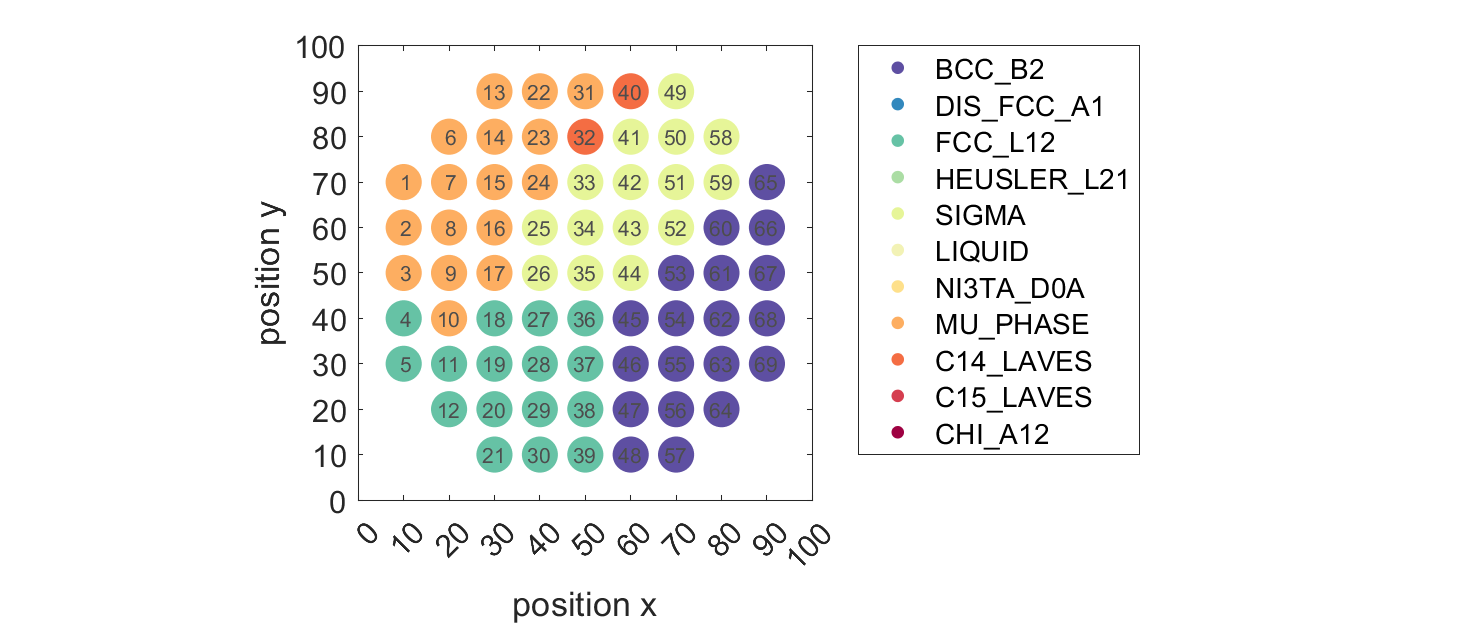 100
90 13 22 31 40 49
80 6 14 23 32 41 50 58
70 1 7 15 24 33 42 51 59 65
60 2 8 16 25 34 43 52 60 66
50 3 9 17 26 35 44 53 61 67
40 4 10 18 27 36 45 54 62 68
30 5 11 19 28 37 46 55 63 69
20 12 20 29 38 47 56 64
10 21 30 39 48 57
0
0 10 20 30 40 50 60 70 80 90 100
position x
position y
BCC_B2
DIS_FCC_A1
FCC_L12
HEUSLER_L21
SIGMA
LIQUID
NI3TA_D0A
MU_PHASE
C14_LAVES
C15_LAVES
CHI_A12